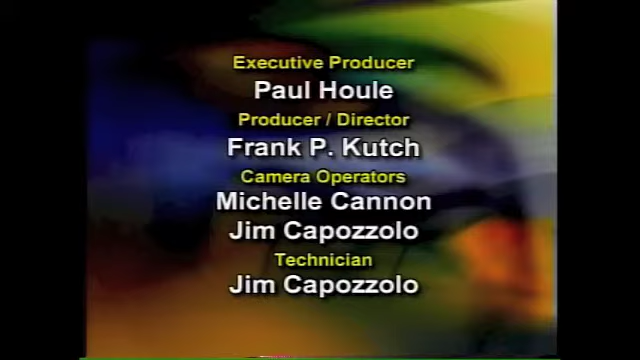 Executive Producer
Paul Houle
Producer / Director
Frank P. Kutch
Camera Operators
Michelle Cannon
Jim Capozzolo
Technician
Jim Capozzolo